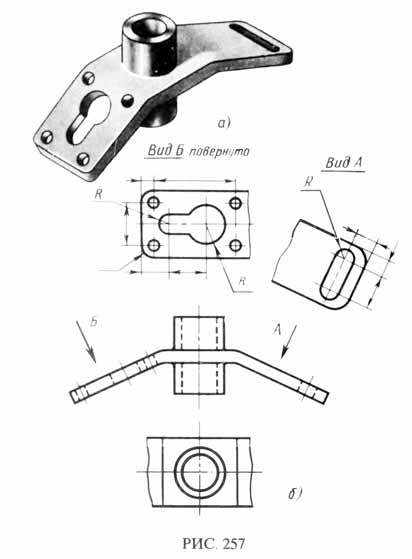 а)
Вид Б повернуто
Вид А
R
R
R
Б
А
б)
РИС. 257